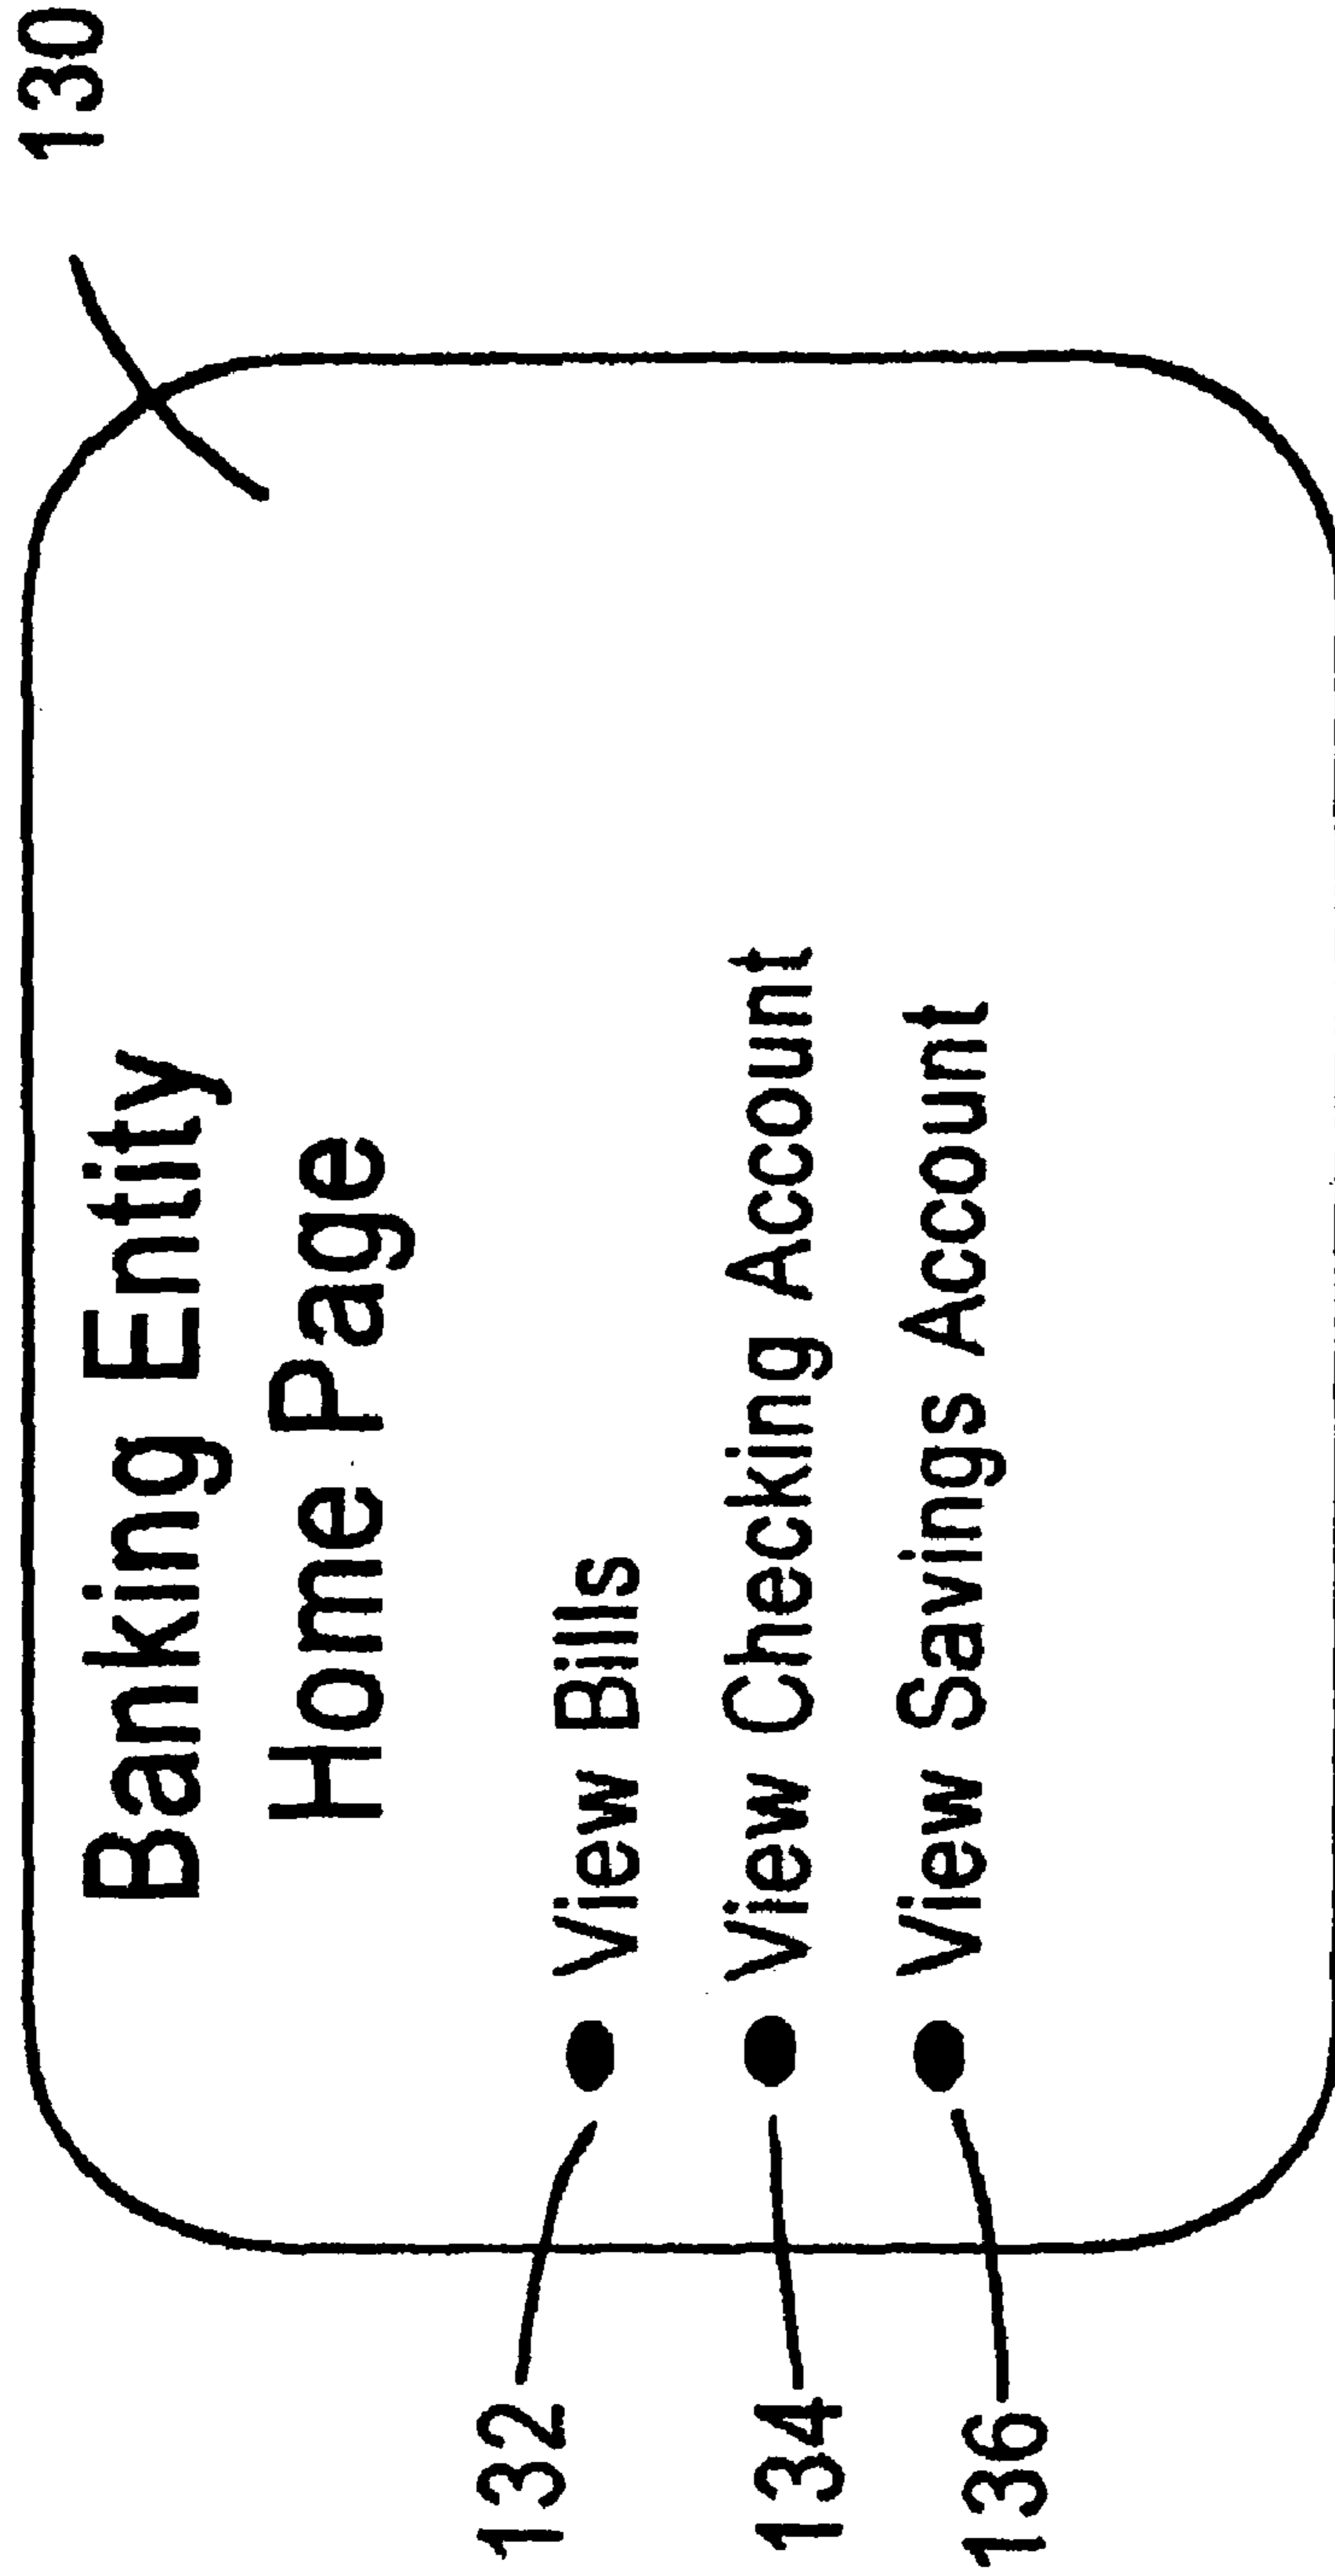 130
Banking Entity
Home Page
132 View Bills
134 View Checking Account
136 View Savings Account